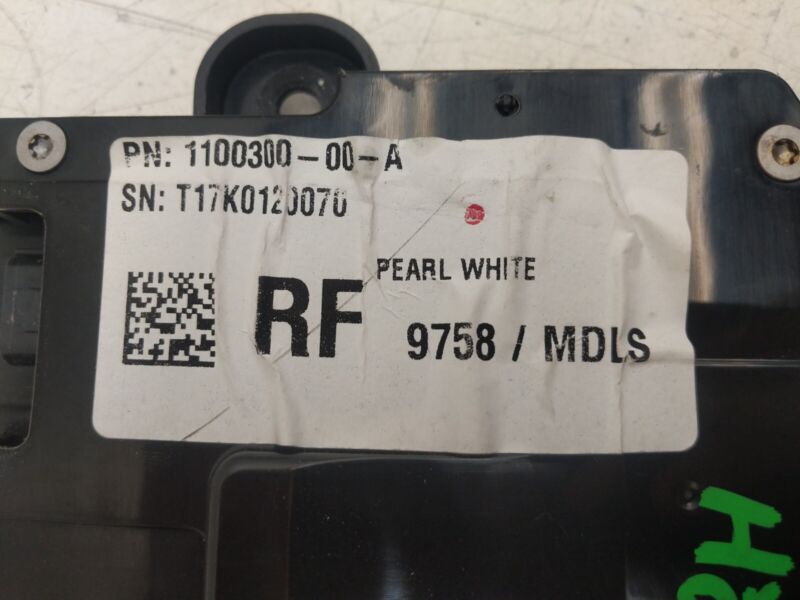 PN: 1100300-00-A
SN: T17K0120070
PEARL WHITE
RF
9758 / MDLS